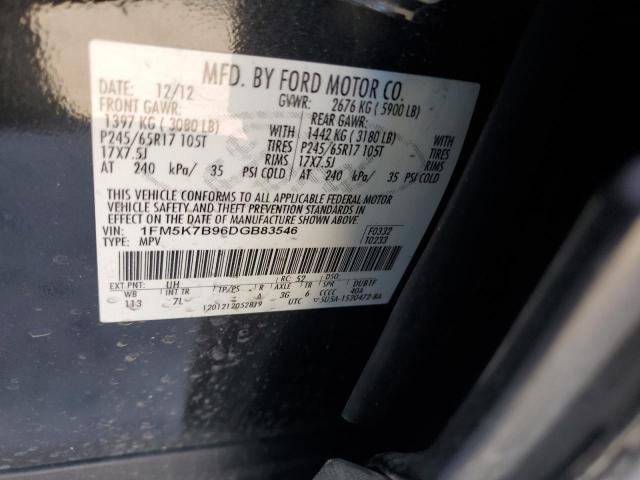 MFD. BY FORD MOTOR CO.
DATE: 12/12 GVWR: 2676 KG ( 5900 LB)
FRONT GAWR: REAR GAWR:
1397 KG ( 3080 LB) 1442 KG ( 3180 LB)
P245/65R17 105T TIRES P245/65R17 105T TIRES
17X7.5J RIMS 17X7.5J RIMS
AT 240 kPa/ 35 PSI COLD AT 240 kPa/ 35 PSI COLD
THIS VEHICLE CONFORMS TO ALL APPLICABLE FEDERAL MOTOR
VEHICLE SAFETY AND THEFT PREVENTION STANDARDS IN
EFFECT ON THE DATE OF MANUFACTURE SHOWN ABOVE.
VIN: 1FM5K7B96DGB83546 F0332
TYPE: MPV T0233
EXT PNT: UH RC: 52 DSO:
WB INT TR TP/PS R AXLE TR SPR
113 7L A 3G 6 CCCC 40A
UTC